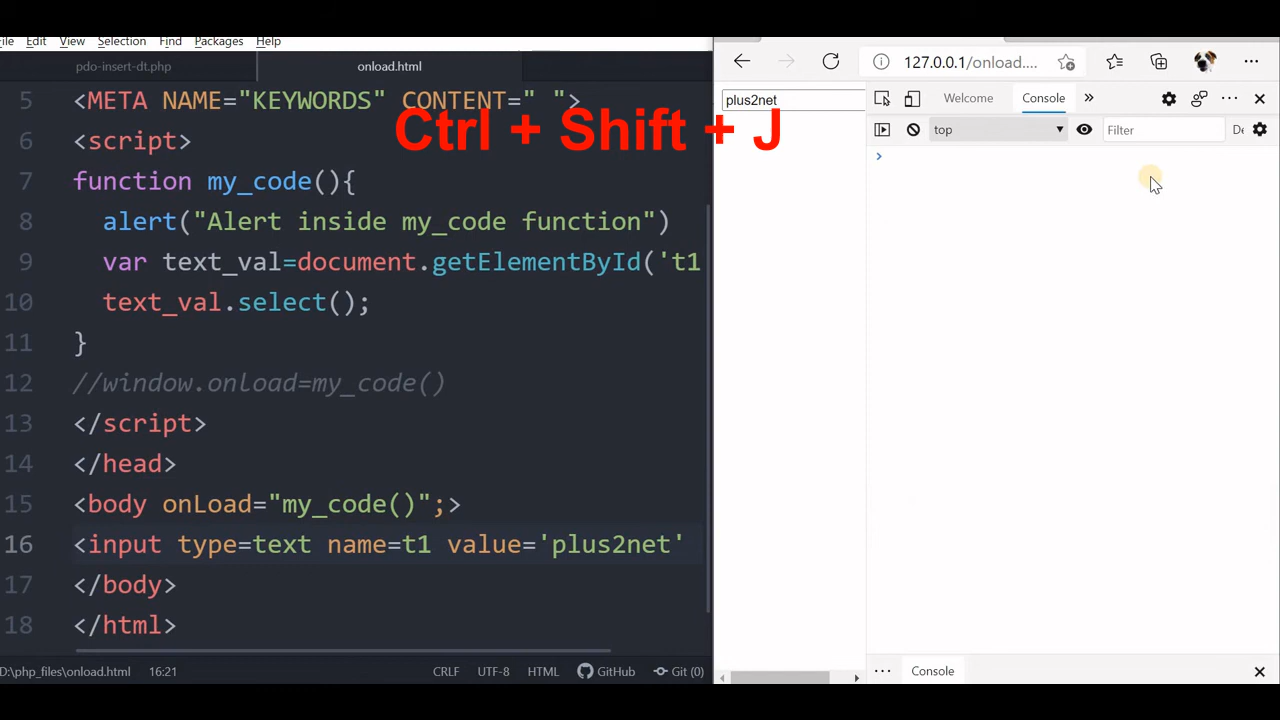 File Edit View Selection Find Packages Help
pdo-insert-dt.php onload.html
5 <META NAME="KEYWORDS" CONTENT=" ">
6 <script>
7 function my_code(){
8 alert("Alert inside my_code function")
9 var text_val=document.getElementById('t1
10 text_val.select();
11 }
12 //window.onload=my_code()
13 </script>
14 </head>
15 <body onLoad="my_code()";>
16 <input type=text name=t1 value='plus2net'
17 </body>
18 </html>
D:\php_files\onload.html 16:21 CRLF UTF-8 HTML GitHub Git (0)
Ctrl + Shift + J
127.0.0.1/onload....
plus2net
Welcome Console
top Filter De
Console